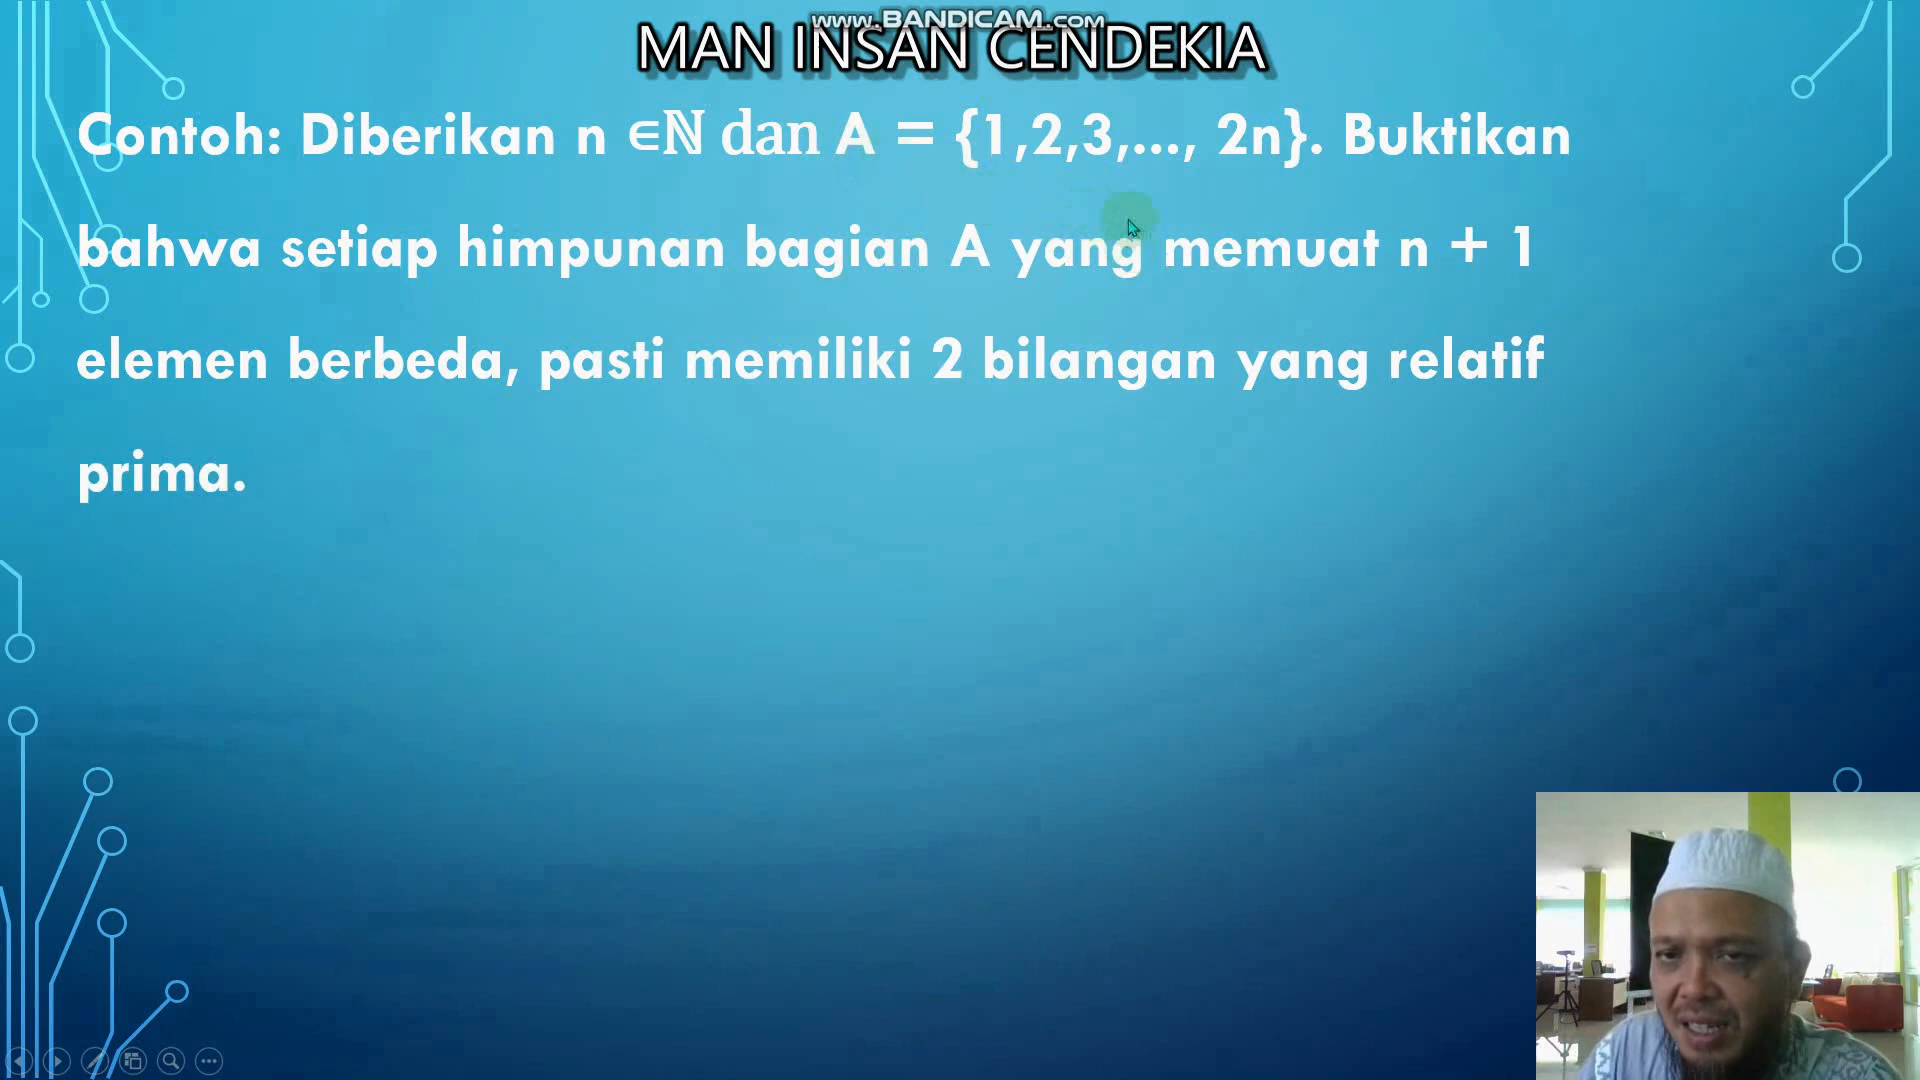 www.BANDICAM.com
MAN INSAN CENDEKIA
Contoh: Diberikan n ∈ℕ dan A = {1,2,3,..., 2n}. Buktikan
bahwa setiap himpunan bagian A yang memuat n + 1
elemen berbeda, pasti memiliki 2 bilangan yang relatif
prima.